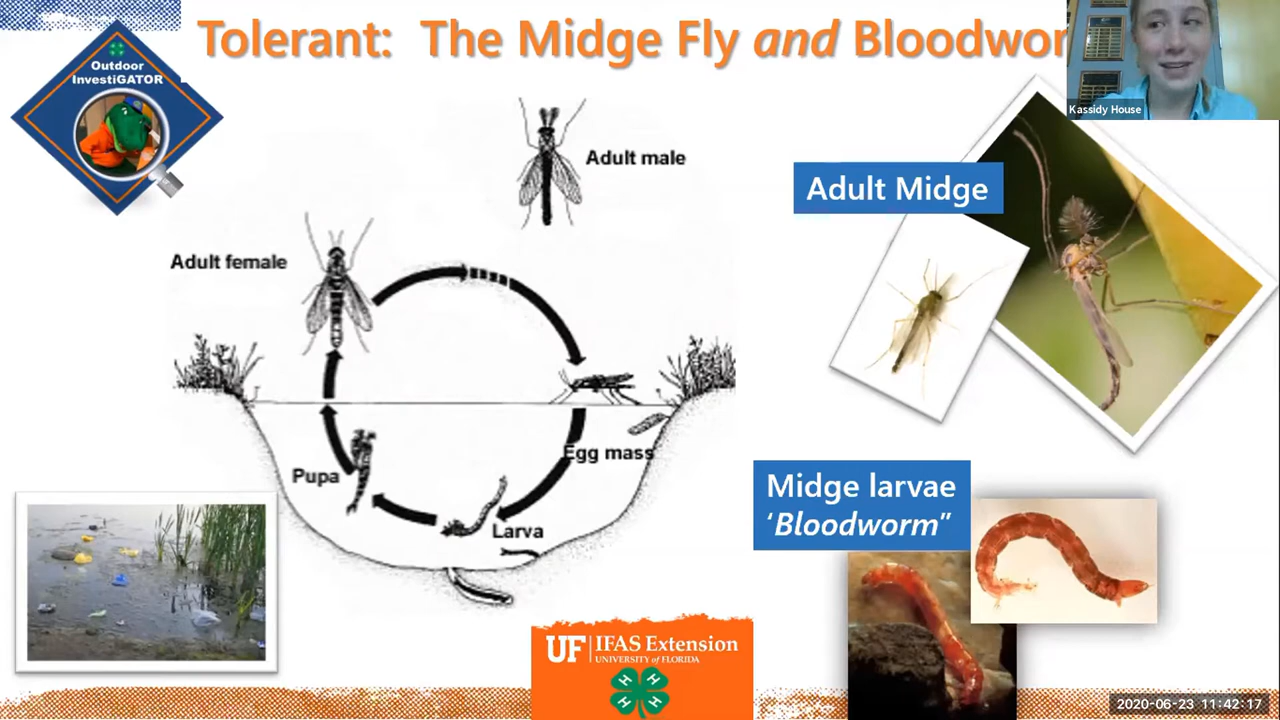 Tolerant: The Midge Fly and Bloodwor
Outdoor
InvestiGATOR
Kassidy House
Adult male
Adult Midge
Adult female
Egg mass
Pupa
Larva
Midge larvae
‘Bloodworm”
UF IFAS Extension
UNIVERSITY of FLORIDA
H H
H H
2020-06-23 11:42:17